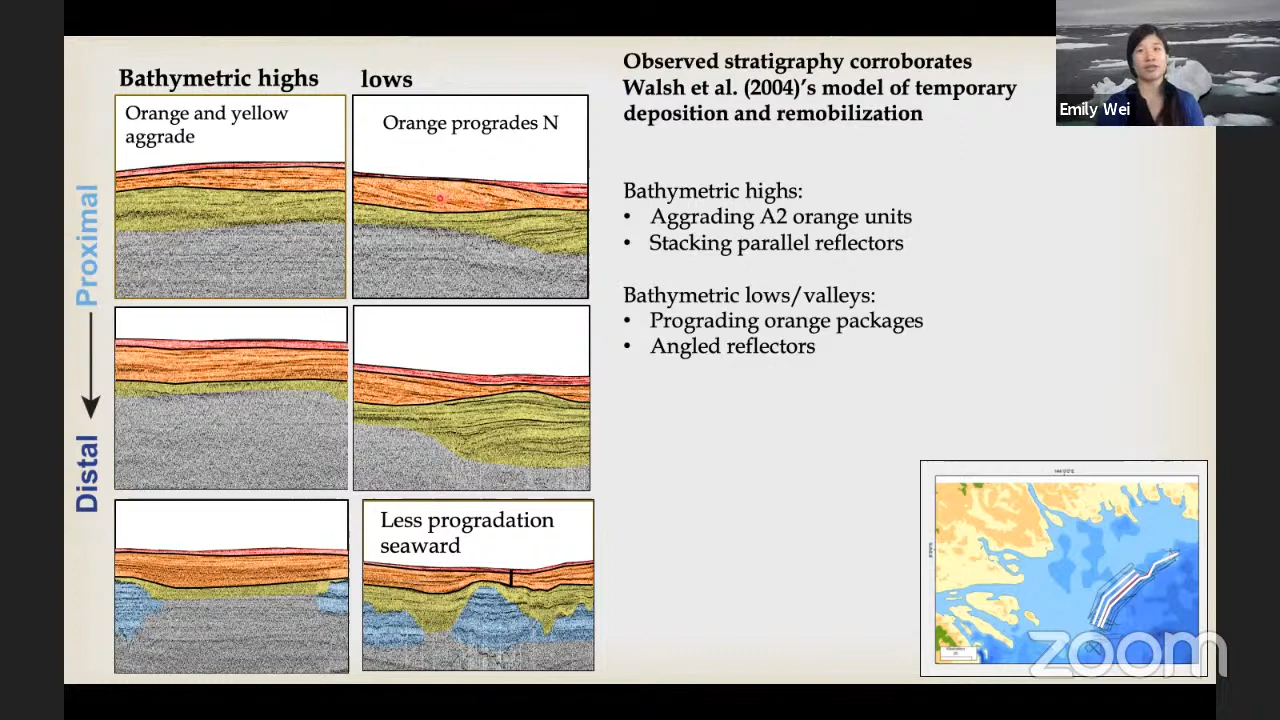 Bathymetric highs
lows
Orange and yellow
aggrade
Orange progrades N
Proximal
Distal
Less progradation
seaward
Observed stratigraphy corroborates
Walsh et al. (2004)’s model of temporary
deposition and remobilization
Bathymetric highs:
• Aggrading A2 orange units
• Stacking parallel reflectors
Bathymetric lows/valleys:
• Prograding orange packages
• Angled reflectors
Emily Wei
zoom